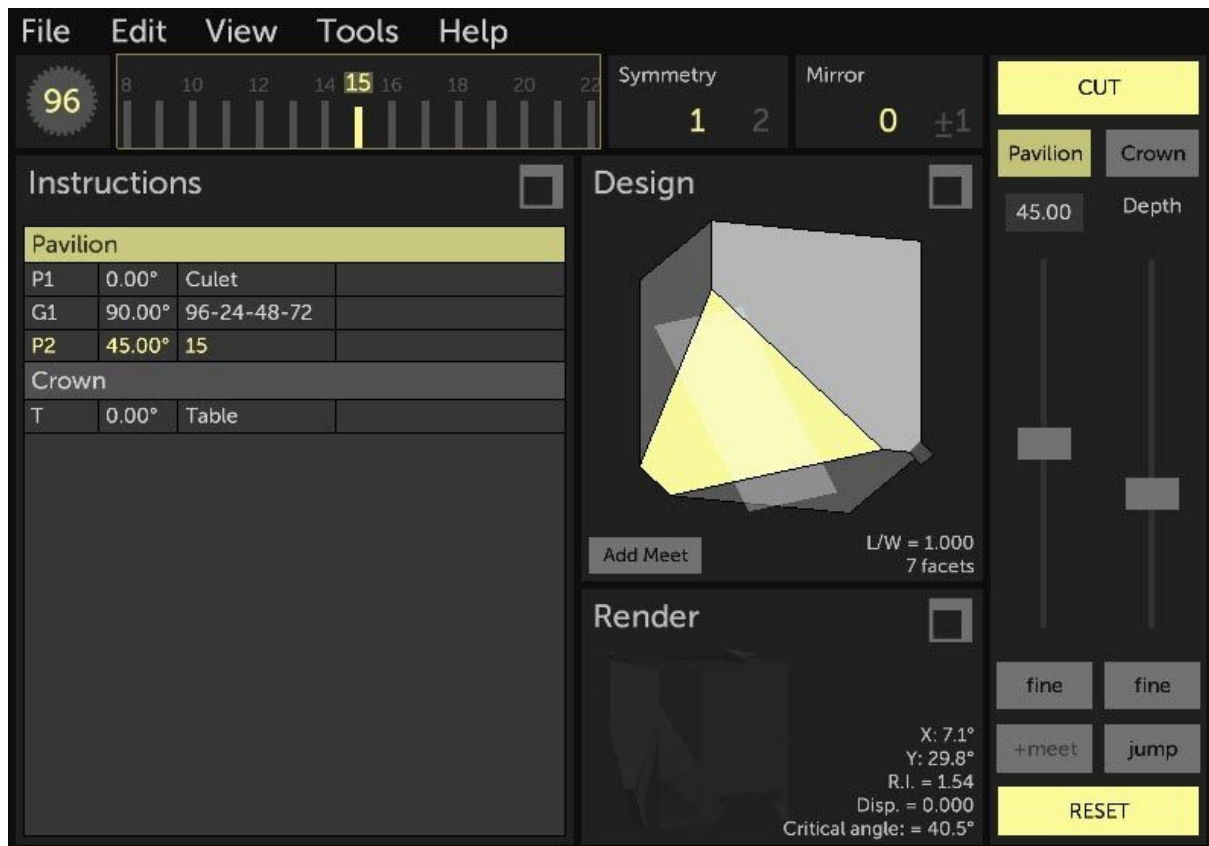 File Edit View Tools Help
96
8 10 12 14 15 16 18 20 22
Symmetry
1 2
Mirror
0 ±1
CUT
Pavilion Crown
45.00 Depth
Instructions
Pavilion
P1 0.00° Culet
G1 90.00° 96-24-48-72
P2 45.00° 15
Crown
T 0.00° Table
Design
Add Meet
L/W = 1.000
7 facets
Render
X: 7.1°
Y: 29.8°
R.I. = 1.54
Disp. = 0.000
Critical angle: = 40.5°
fine fine
+meet jump
RESET